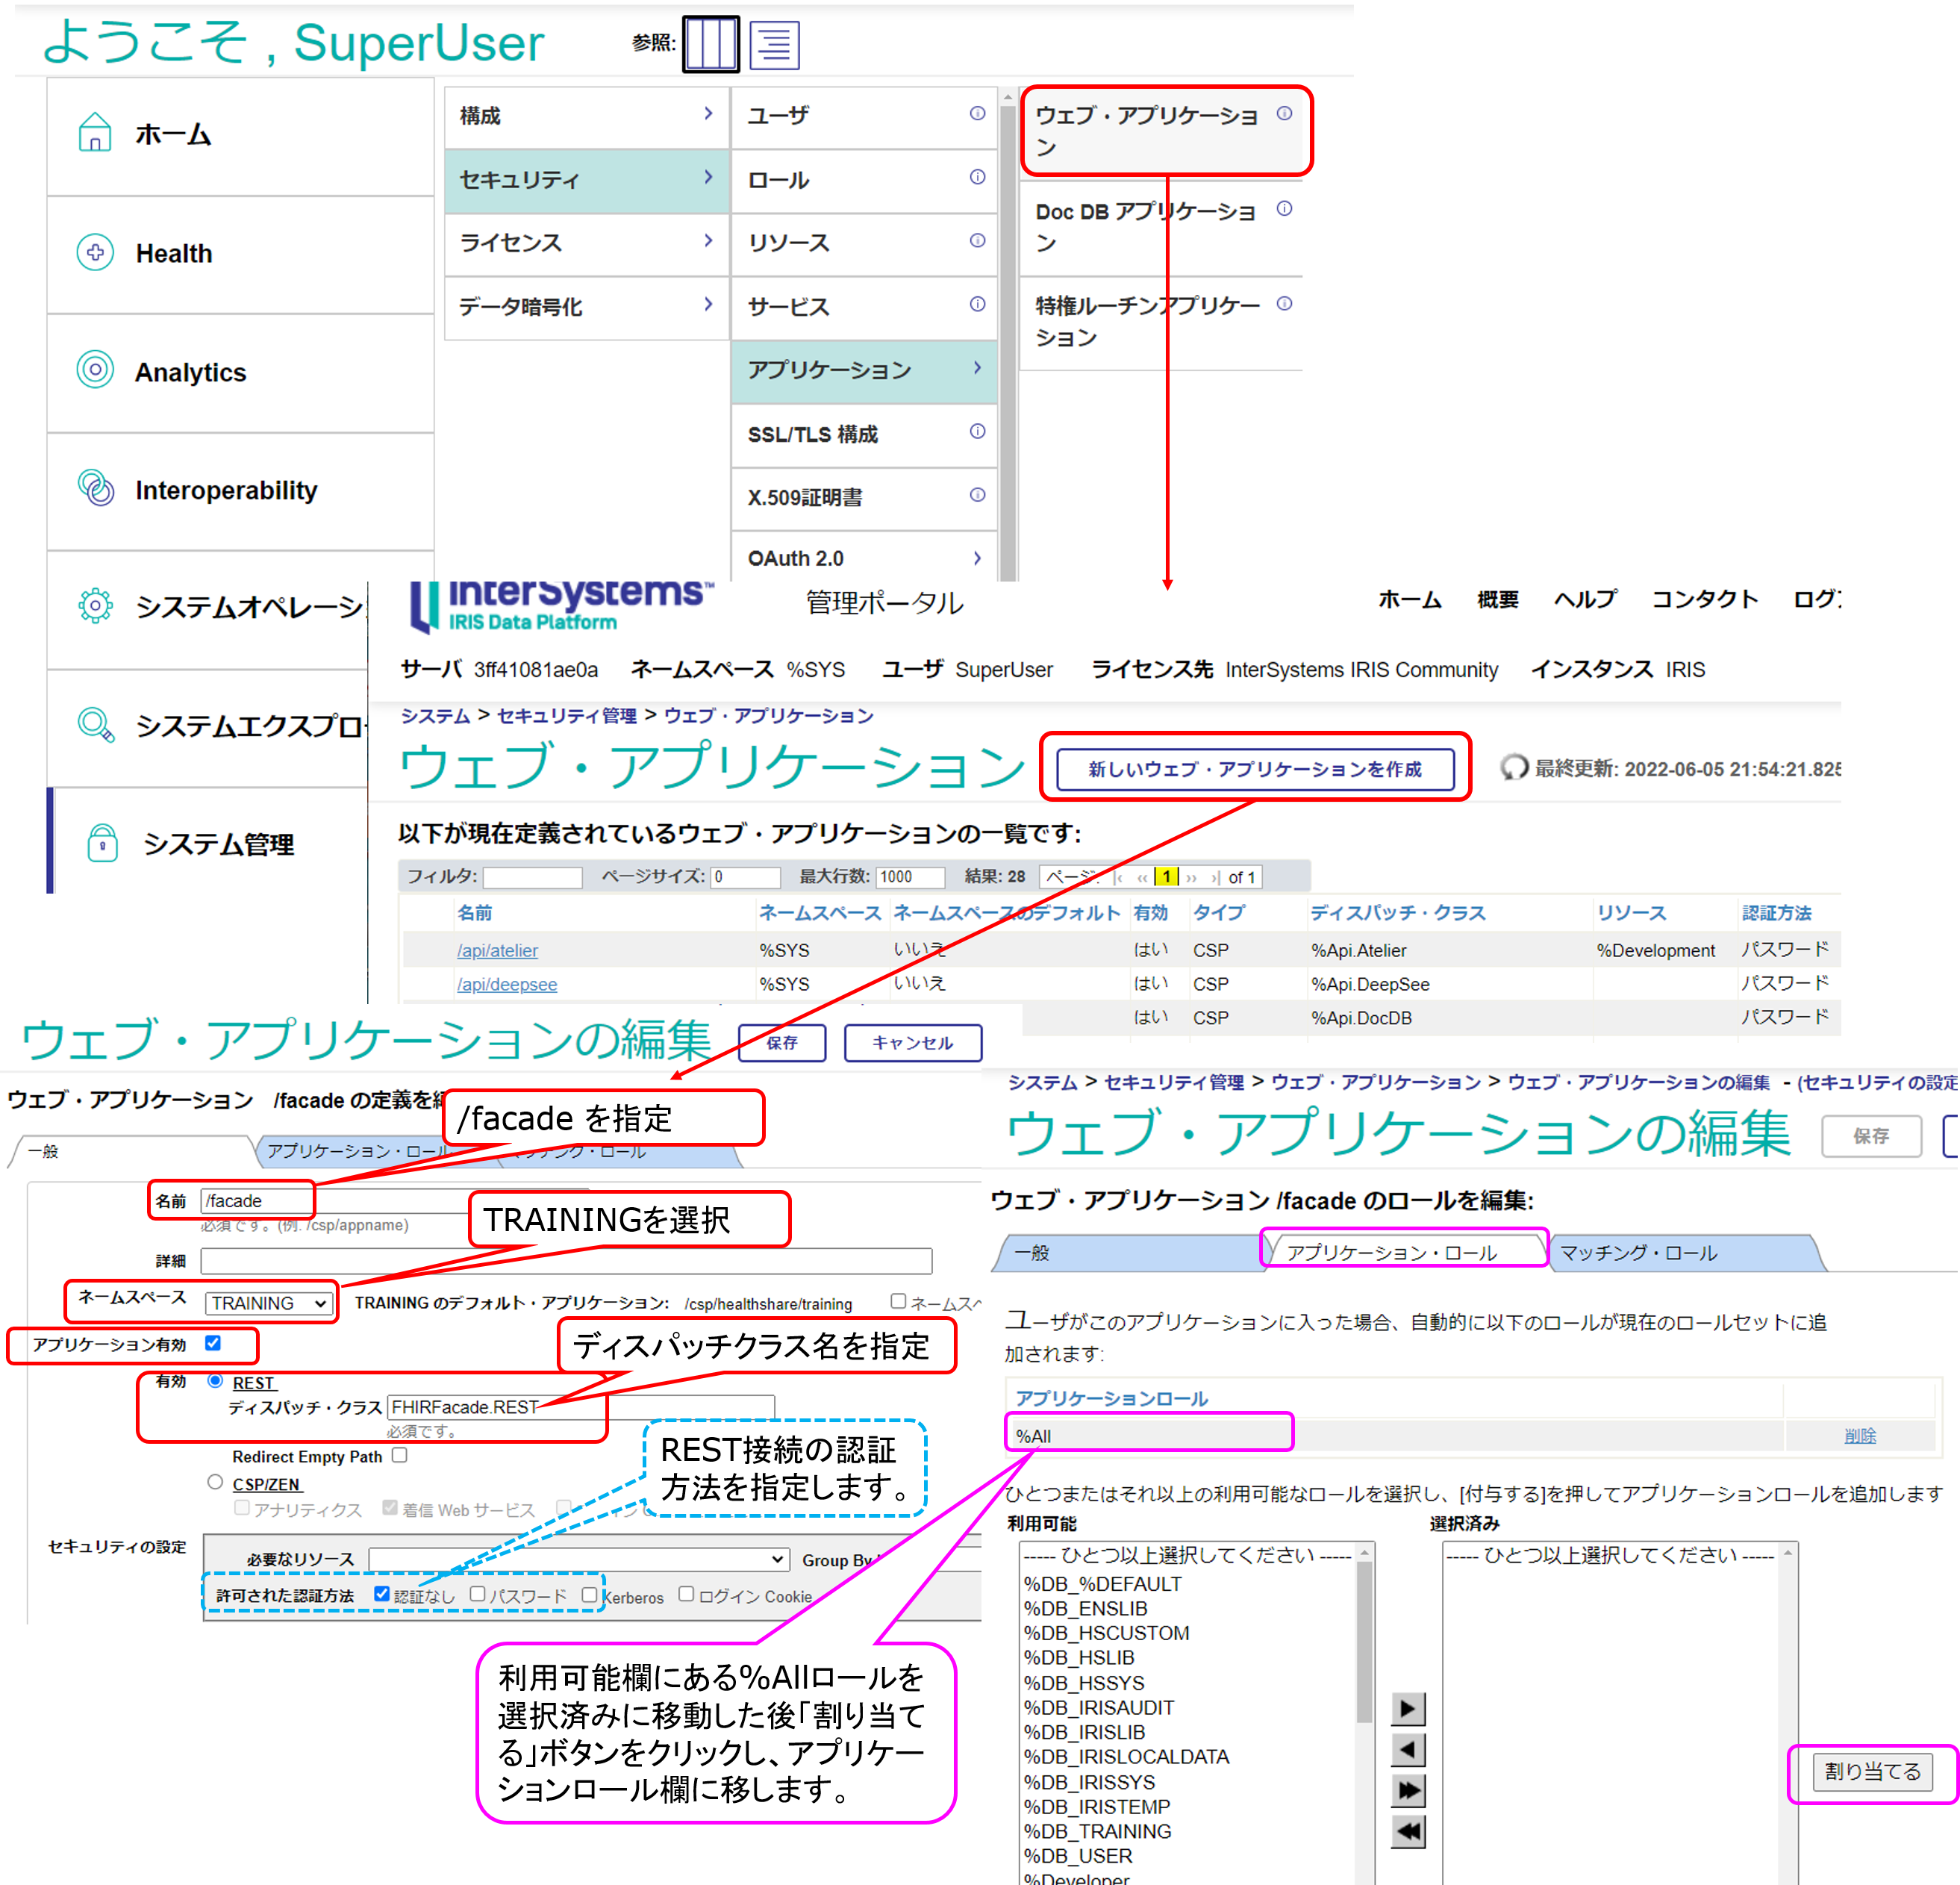 ようこそ , SuperUser
参照:
ホーム
Health
Analytics
Interoperability
システムオペレーシ
システムエクスプロ
システム管理
構成
セキュリティ
ライセンス
データ暗号化
ユーザ
ロール
リソース
サービス
アプリケーション
SSL/TLS 構成
X.509証明書
OAuth 2.0
ウェブ・アプリケーショ
ン
Doc DB アプリケーショ
ン
特権ルーチンアプリケー
ション
InterSystems™
IRIS Data Platform
管理ポータル
ホーム 概要 ヘルプ コンタクト ログ
サーバ 3ff41081ae0a ネームスペース %SYS ユーザ SuperUser ライセンス先 InterSystems IRIS Community インスタンス IRIS
システム > セキュリティ管理 > ウェブ・アプリケーション
ウェブ・アプリケーション
新しいウェブ・アプリケーションを作成
最終更新: 2022-06-05 21:54:21.825
以下が現在定義されているウェブ・アプリケーションの一覧です:
フィルタ: ページサイズ: 0 最大行数: 1000 結果: 28 ページ: |‹ ‹‹ 1 ›› ›| of 1
名前 ネームスペース ネームスペースのデフォルト 有効 タイプ ディスパッチ・クラス リソース 認証方法
/api/atelier %SYS いいえ はい CSP %Api.Atelier %Development パスワード
/api/deepsee %SYS いいえ はい CSP %Api.DeepSee パスワード
はい CSP %Api.DocDB パスワード
ウェブ・アプリケーションの編集
保存
キャンセル
ウェブ・アプリケーション /facade の定義を
/facade を指定
一般
アプリケーション・ロール
マッチング・ロール
名前 /facade
必須です。(例. /csp/appname)
TRAININGを選択
詳細
ネームスペース TRAINING
TRAINING のデフォルト・アプリケーション: /csp/healthshare/training
ネームスペ
アプリケーション有効
ディスパッチクラス名を指定
有効 REST
ディスパッチ・クラス FHIRFacade.REST
必須です。
Redirect Empty Path
CSP/ZEN
アナリティクス 着信 Web サービス
REST接続の認証
方法を指定します。
セキュリティの設定
必要なリソース
Group By
許可された認証方法 認証なし パスワード Kerberos ログイン Cookie
利用可能欄にある%Allロールを
選択済みに移動した後「割り当て
る」ボタンをクリックし、アプリケー
ションロール欄に移します。
システム > セキュリティ管理 > ウェブ・アプリケーション > ウェブ・アプリケーションの編集 - (セキュリティの設定
ウェブ・アプリケーションの編集
保存
ウェブ・アプリケーション /facade のロールを編集:
一般
アプリケーション・ロール
マッチング・ロール
ユーザがこのアプリケーションに入った場合、自動的に以下のロールが現在のロールセットに追
加されます:
アプリケーションロール
%All
削除
ひとつまたはそれ以上の利用可能なロールを選択し、[付与する]を押してアプリケーションロールを追加します
利用可能
選択済み
----- ひとつ以上選択してください -----
----- ひとつ以上選択してください -----
%DB_%DEFAULT
%DB_ENSLIB
%DB_HSCUSTOM
%DB_HSLIB
%DB_HSSYS
%DB_IRISAUDIT
%DB_IRISLIB
%DB_IRISLOCALDATA
%DB_IRISSYS
%DB_IRISTEMP
%DB_TRAINING
%DB_USER
%Developer
割り当てる